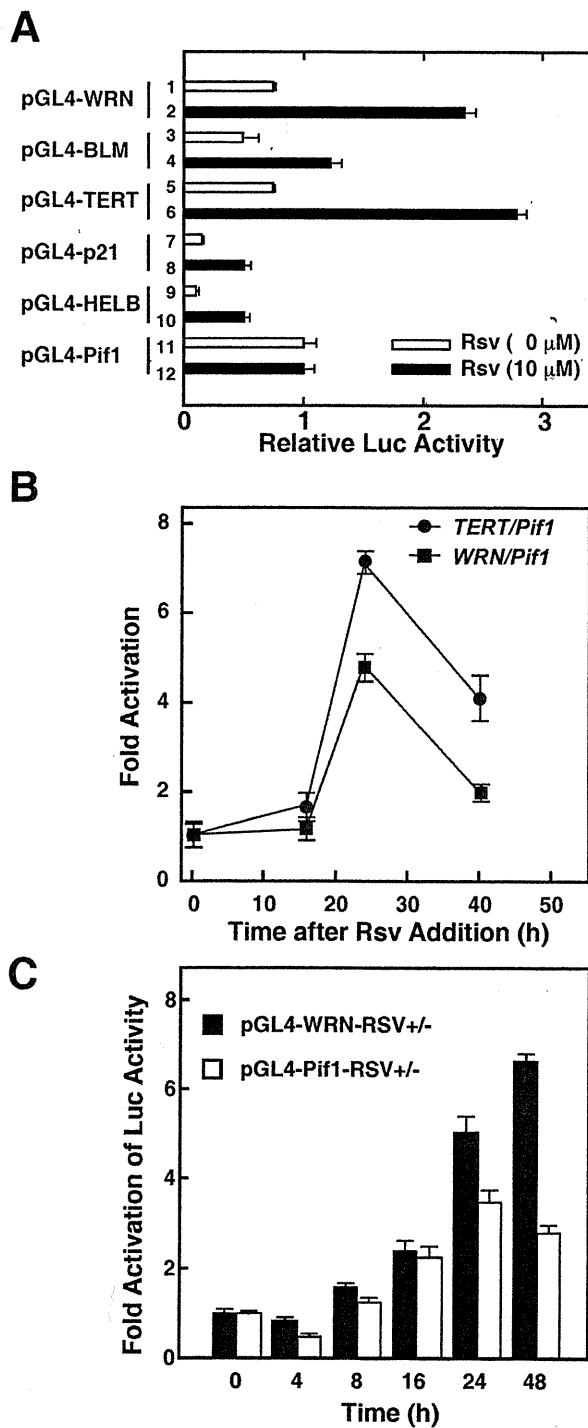 A
pGL4-WRN
1
2
pGL4-BLM
3
4
pGL4-TERT
5
6
pGL4-p21
7
8
pGL4-HELB
9
10
pGL4-Pif1
11
12
Rsv ( 0 µM)
Rsv (10 µM)
0 1 2 3
Relative Luc Activity
B
Fold Activation
8
6
4
2
0
TERT/Pif1
WRN/Pif1
0 10 20 30 40 50
Time after Rsv Addition (h)
C
Fold Activation of Luc Activity
8
6
4
2
0
pGL4-WRN-RSV+/-
pGL4-Pif1-RSV+/-
0 4 8 16 24 48
Time (h)